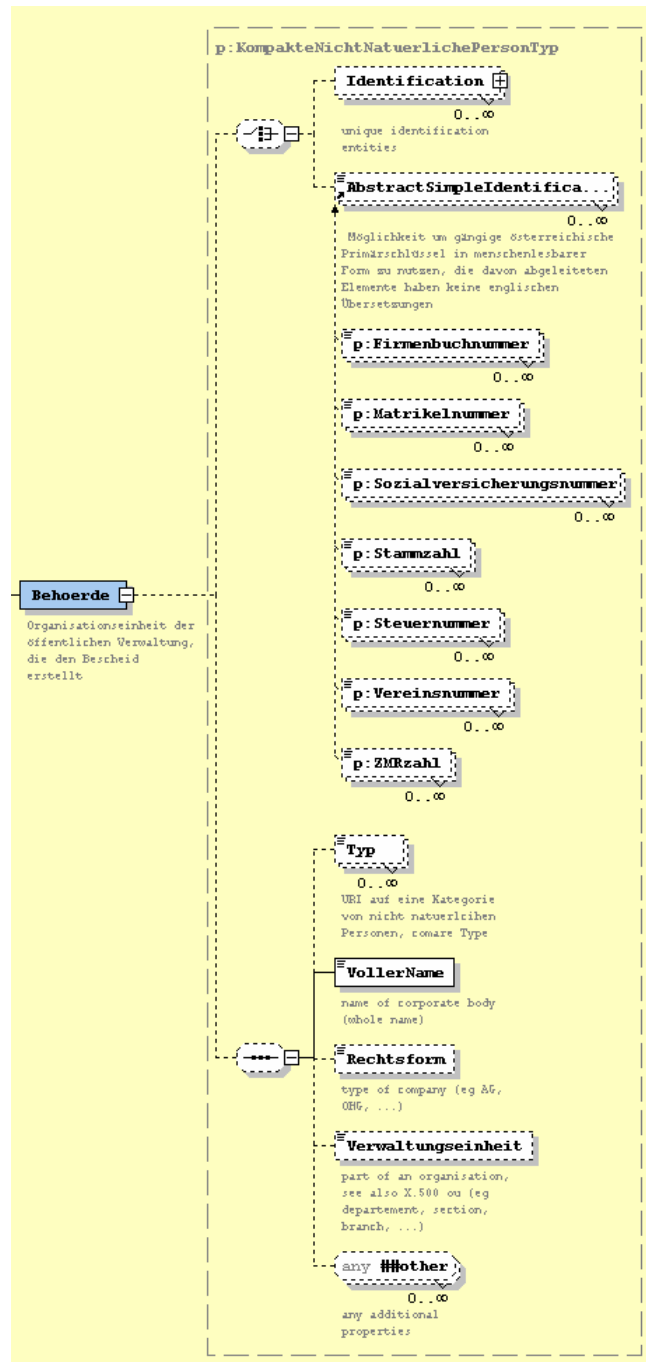 p:KompakteNichtNatuerlichePersonTyp
Identification
0..∞
unique identification
entities
AbstractSimpleIdentifica...
0..∞
Möglichkeit um gängige österreichische
Primärschlüssel in menschenlesbarer
Form zu nutzen, die davon abgeleiteten
Elemente haben keine englischen
Übersetzungen
p:Firmenbuchnummer
0..∞
p:Matrikelnummer
0..∞
p:Sozialversicherungsnummer
0..∞
p:Stammzahl
0..∞
Behoerde
Organisationseinheit der
öffentlichen Verwaltung,
die den Bescheid
erstellt
p:Steuernummer
0..∞
p:Vereinsnummer
0..∞
p:ZMRzahl
0..∞
Typ
0..∞
URI auf eine Kategorie
von nicht natuerlcihen
Personen, comare Type
VollerName
name of corporate body
(whole name)
Rechtsform
type of company (eg AG,
OHG, ...)
Verwaltungseinheit
part of an organisation,
see also X.500 ou (eg
departement, section,
branch, ...)
any ##other
0..∞
any additional
properties